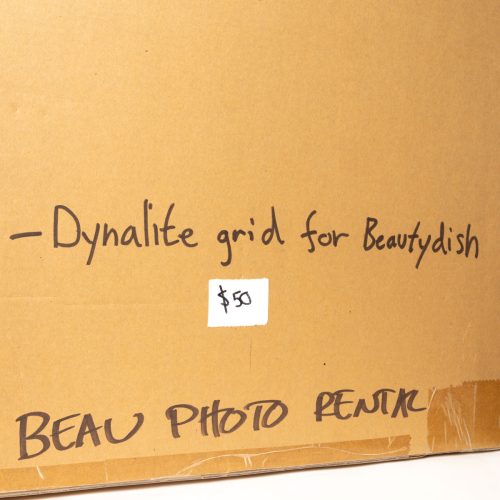 - Dynalite grid for Beautydish
$50
BEAU PHOTO RENTAL